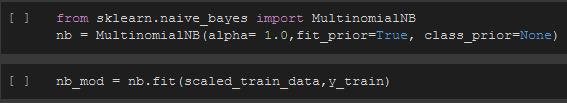 [ ] from sklearn.naive_bayes import MultinomialNB
nb = MultinomialNB(alpha= 1.0,fit_prior=True, class_prior=None)
[ ] nb_mod = nb.fit(scaled_train_data,y_train)